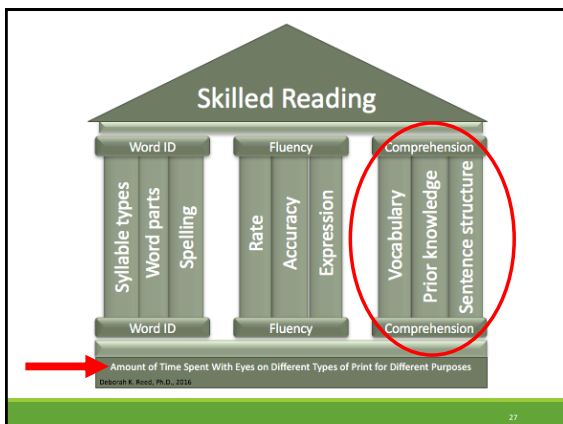 Skilled Reading
Word ID
Fluency
Comprehension
Syllable types
Word parts
Spelling
Rate
Accuracy
Expression
Vocabulary
Prior knowledge
Sentence structure
Word ID
Fluency
Comprehension
Amount of Time Spent With Eyes on Different Types of Print for Different Purposes
Deborah K. Reed, Ph.D., 2016
27